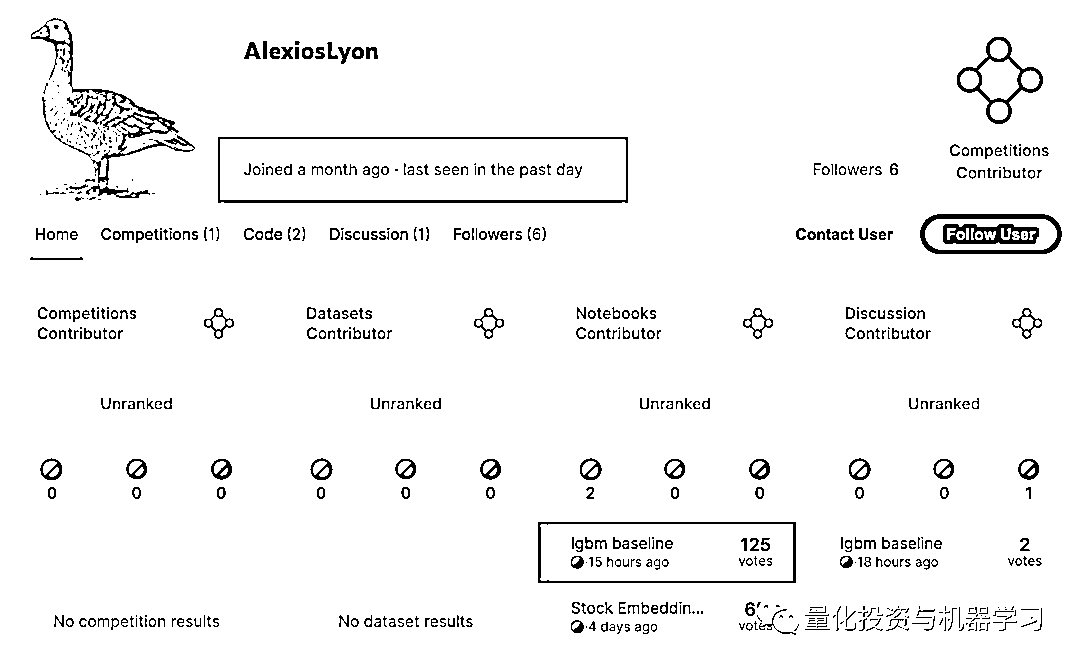 AlexiosLyon
Joined a month ago · last seen in the past day
Followers 6
Competitions
Contributor
Home Competitions (1) Code (2) Discussion (1) Followers (6)
Contact User
Follow User
Competitions
Contributor
Datasets
Contributor
Notebooks
Contributor
Discussion
Contributor
Unranked Unranked Unranked Unranked
0 0 0 0 0 0 2 0 0 0 0 1
lgbm baseline
15 hours ago
125
votes
lgbm baseline
18 hours ago
2
votes
No competition results
No dataset results
Stock Embeddin...
4 days ago
votes
量化投资与机器学习